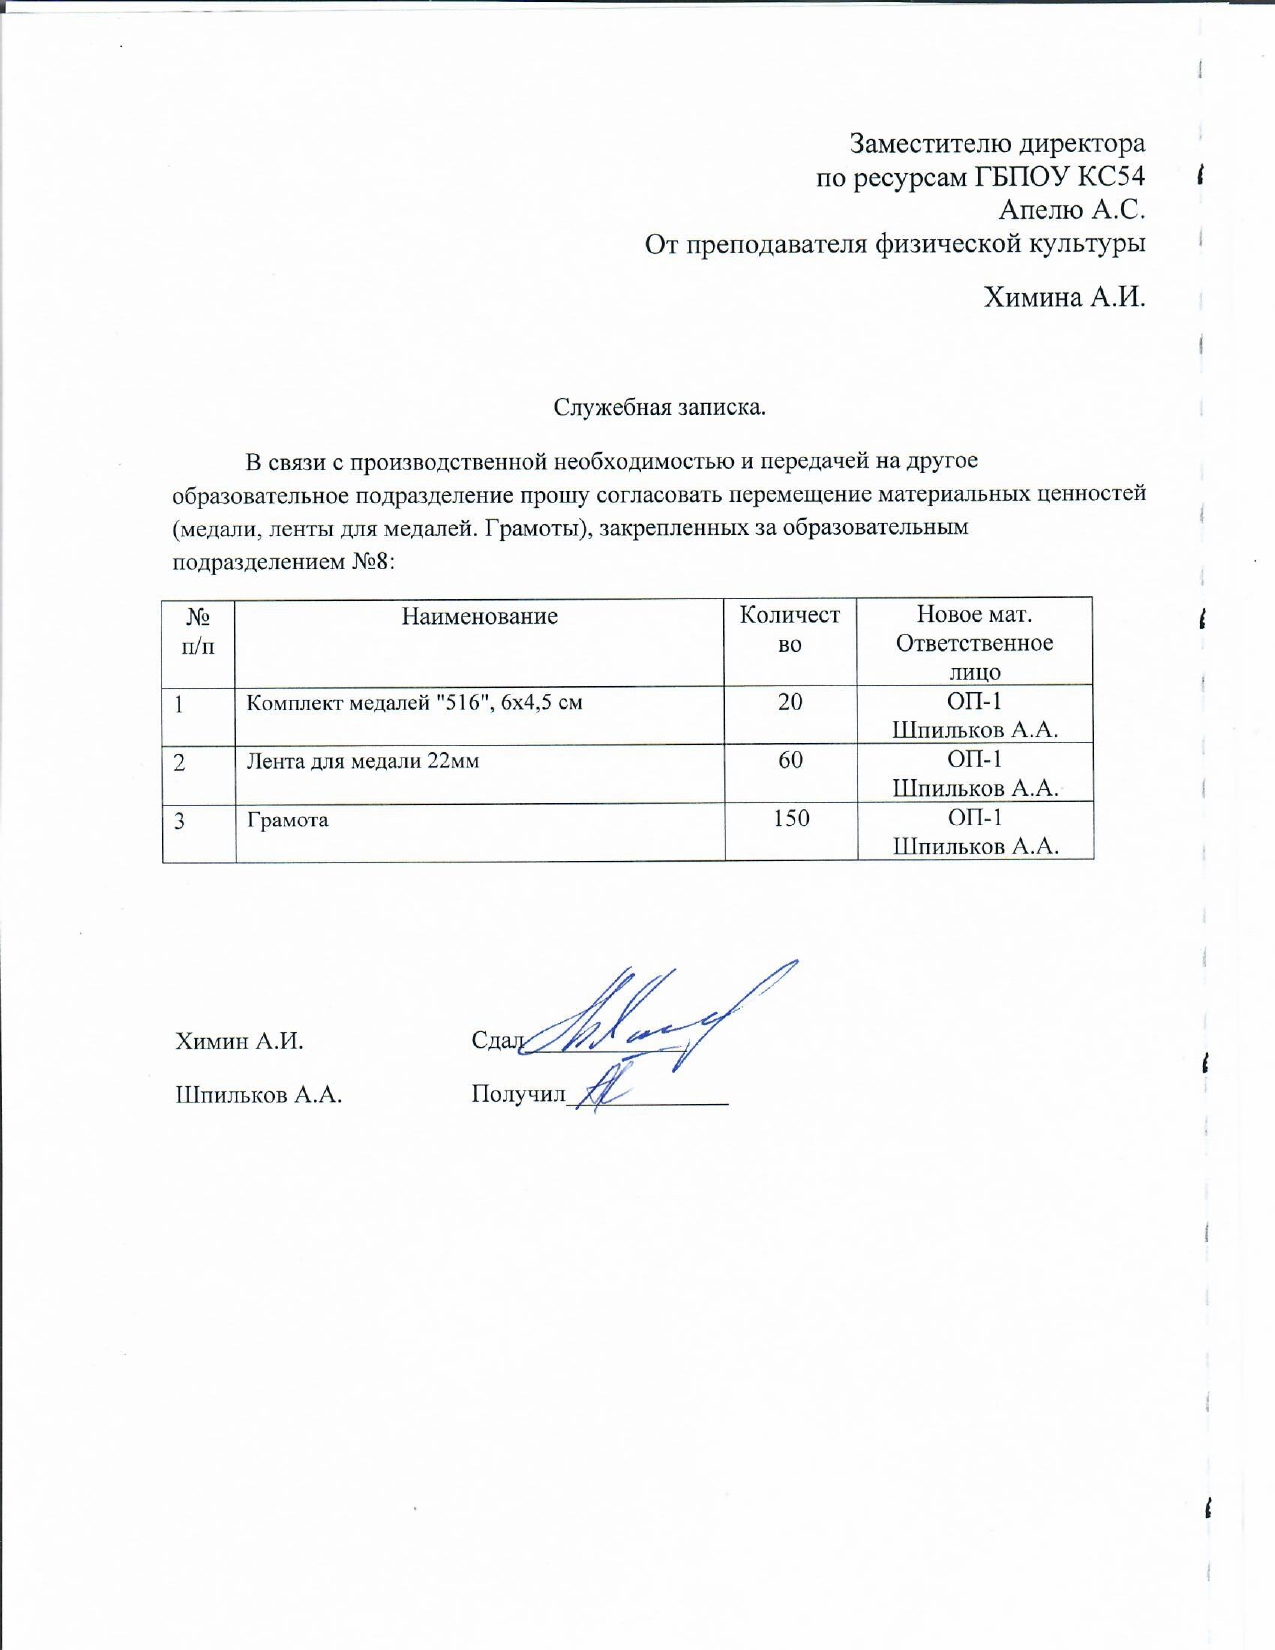 Заместителю директора
по ресурсам ГБПОУ КС54
Апелю А.С.
От преподавателя физической культуры
Химина А.И.
Служебная записка.
В связи с производственной необходимостью и передачей на другое
образовательное подразделение прошу согласовать перемещение материальных ценностей
(медали, ленты для медалей. Грамоты), закрепленных за образовательным
подразделением №8:
№ п/п Наименование Количест во Новое мат. Ответственное лицо
1 Комплект медалей "516", 6x4,5 см 20 ОП-1 Шпильков А.А.
2 Лента для медали 22мм 60 ОП-1 Шпильков А.А.
3 Грамота 150 ОП-1 Шпильков А.А.
Химин А.И. Сдал
Шпильков А.А. Получил